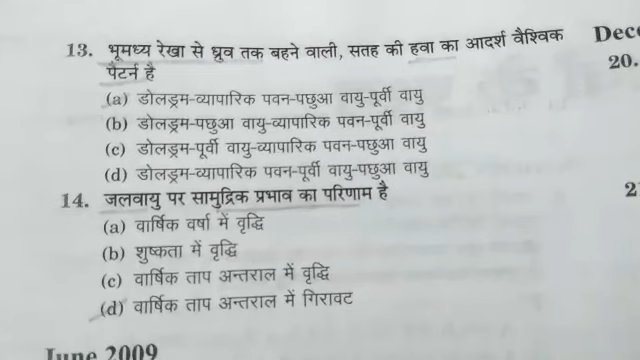 13. भूमध्य रेखा से ध्रुव तक बहने वाली, सतह की हवा का आदर्श वैश्विक
पैटर्न है
(a) डोलड्रम-व्यापारिक पवन-पछुआ वायु-पूर्वी वायु
(b) डोलड्रम-पछुआ वायु-व्यापारिक पवन-पूर्वी वायु
(c) डोलड्रम-पूर्वी वायु-व्यापारिक पवन-पछुआ वायु
(d) डोलड्रम-व्यापारिक पवन-पूर्वी वायु-पछुआ वायु
14. जलवायु पर सामुद्रिक प्रभाव का परिणाम है
(a) वार्षिक वर्षा में वृद्धि
(b) शुष्कता में वृद्धि
(c) वार्षिक ताप अन्तराल में वृद्धि
(d) वार्षिक ताप अन्तराल में गिरावट
June 2009
Dece
20.
2